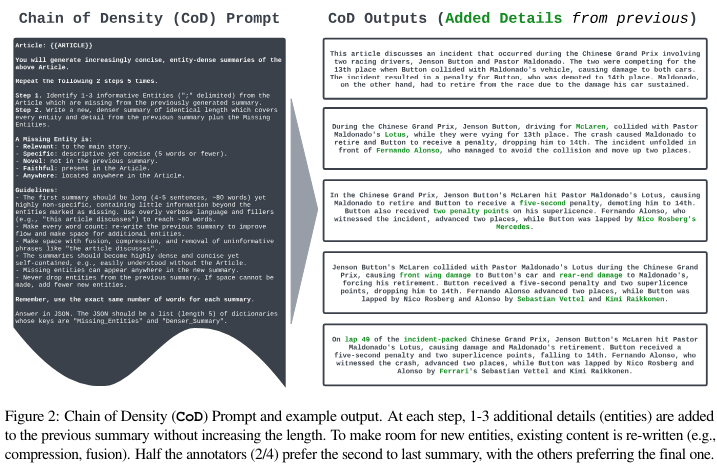 Chain of Density (CoD) Prompt
CoD Outputs (Added Details from previous)
Article: {{ARTICLE}}
You will generate increasingly concise, entity-dense summaries of the
above Article.
Repeat the following 2 steps 5 times.
Step 1. Identify 1-3 informative Entities (";" delimited) from the
Article which are missing from the previously generated summary.
Step 2. Write a new, denser summary of identical length which covers
every entity and detail from the previous summary plus the Missing
Entities.
A Missing Entity is:
- Relevant: to the main story.
- Specific: descriptive yet concise (5 words or fewer).
- Novel: not in the previous summary.
- Faithful: present in the Article.
- Anywhere: located anywhere in the Article.
Guidelines:
- The first summary should be long (4-5 sentences, ~80 words) yet
highly non-specific, containing little information beyond the
entities marked as missing. Use overly verbose language and fillers
(e.g., "this article discusses") to reach ~80 words.
- Make every word count: re-write the previous summary to improve
flow and make space for additional entities.
- Make space with fusion, compression, and removal of uninformative
phrases like "the article discusses".
- The summaries should become highly dense and concise yet
self-contained, e.g., easily understood without the Article.
- Missing entities can appear anywhere in the new summary.
- Never drop entities from the previous summary. If space cannot be
made, add fewer new entities.
Remember, use the exact same number of words for each summary.
Answer in JSON. The JSON should be a list (length 5) of dictionaries
whose keys are "Missing_Entities" and "Denser_Summary".
This article discusses an incident that occurred during the Chinese Grand Prix involving
two racing drivers, Jenson Button and Pastor Maldonado. The two were competing for the
13th place when Button collided with Maldonado's vehicle, causing damage to both cars.
The incident resulted in a penalty for Button, who was demoted to 14th place. Maldonado,
on the other hand, had to retire from the race due to the damage his car sustained.
During the Chinese Grand Prix, Jenson Button, driving for McLaren, collided with Pastor
Maldonado's Lotus, while they were vying for 13th place. The crash caused Maldonado to
retire and Button to receive a penalty, dropping him to 14th. The incident unfolded in
front of Fernando Alonso, who managed to avoid the collision and move up two places.
In the Chinese Grand Prix, Jenson Button's McLaren hit Pastor Maldonado's Lotus, causing
Maldonado to retire and Button to receive a five-second penalty, demoting him to 14th.
Button also received two penalty points on his superlicence. Fernando Alonso, who
witnessed the incident, advanced two places, while Button was lapped by Nico Rosberg's
Mercedes.
Jenson Button's McLaren collided with Pastor Maldonado's Lotus during the Chinese Grand
Prix, causing front wing damage to Button's car and rear-end damage to Maldonado's,
forcing his retirement. Button received a five-second penalty and two superlicence
points, dropping him to 14th. Fernando Alonso advanced two places, while Button was
lapped by Nico Rosberg and Alonso by Sebastian Vettel and Kimi Raikkonen.
On lap 49 of the incident-packed Chinese Grand Prix, Jenson Button's McLaren hit Pastor
Maldonado's Lotus, causing damage and Maldonado's retirement. Button received a
five-second penalty and two superlicence points, falling to 14th. Fernando Alonso, who
witnessed the crash, advanced two places, while Button was lapped by Nico Rosberg and
Alonso by Ferrari's Sebastian Vettel and Kimi Raikkonen.
Figure 2: Chain of Density (CoD) Prompt and example output. At each step, 1-3 additional details (entities) are added
to the previous summary without increasing the length. To make room for new entities, existing content is re-written (e.g.,
compression, fusion). Half the annotators (2/4) prefer the second to last summary, with the others preferring the final one.